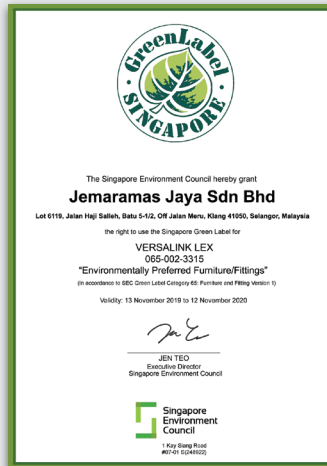 GreenLabel
SINGAPORE
The Singapore Environment Council hereby grant
Jemaramas Jaya Sdn Bhd
Lot 6119, Jalan Haji Salleh, Batu 5-1/2, Off Jalan Meru, Klang 41050, Selangor, Malaysia
the right to use the Singapore Green Label for
VERSALINK LEX
065-002-3315
"Environmentally Preferred Furniture/Fittings"
(In accordance to SEC Green Label Category 65: Furniture and Fitting Version 1)
Validity: 13 November 2019 to 12 November 2020
JEN TEO
Executive Director
Singapore Environment Council
Singapore
Environment
Council
1 Kay Siang Road
#07-01 S(248922)